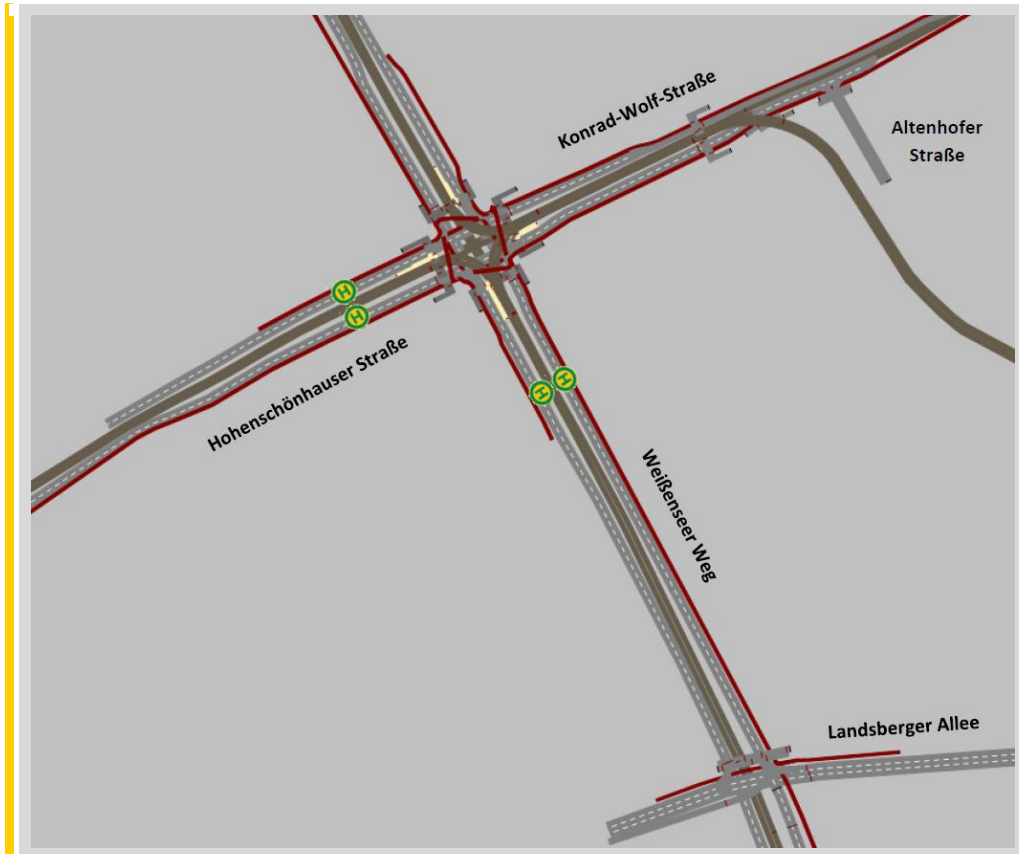 Konrad-Wolf-Straße
Altenhofer
Straße
H
H
Hohenschönhauser Straße
H
H
Weißenseer Weg
Landsberger Allee